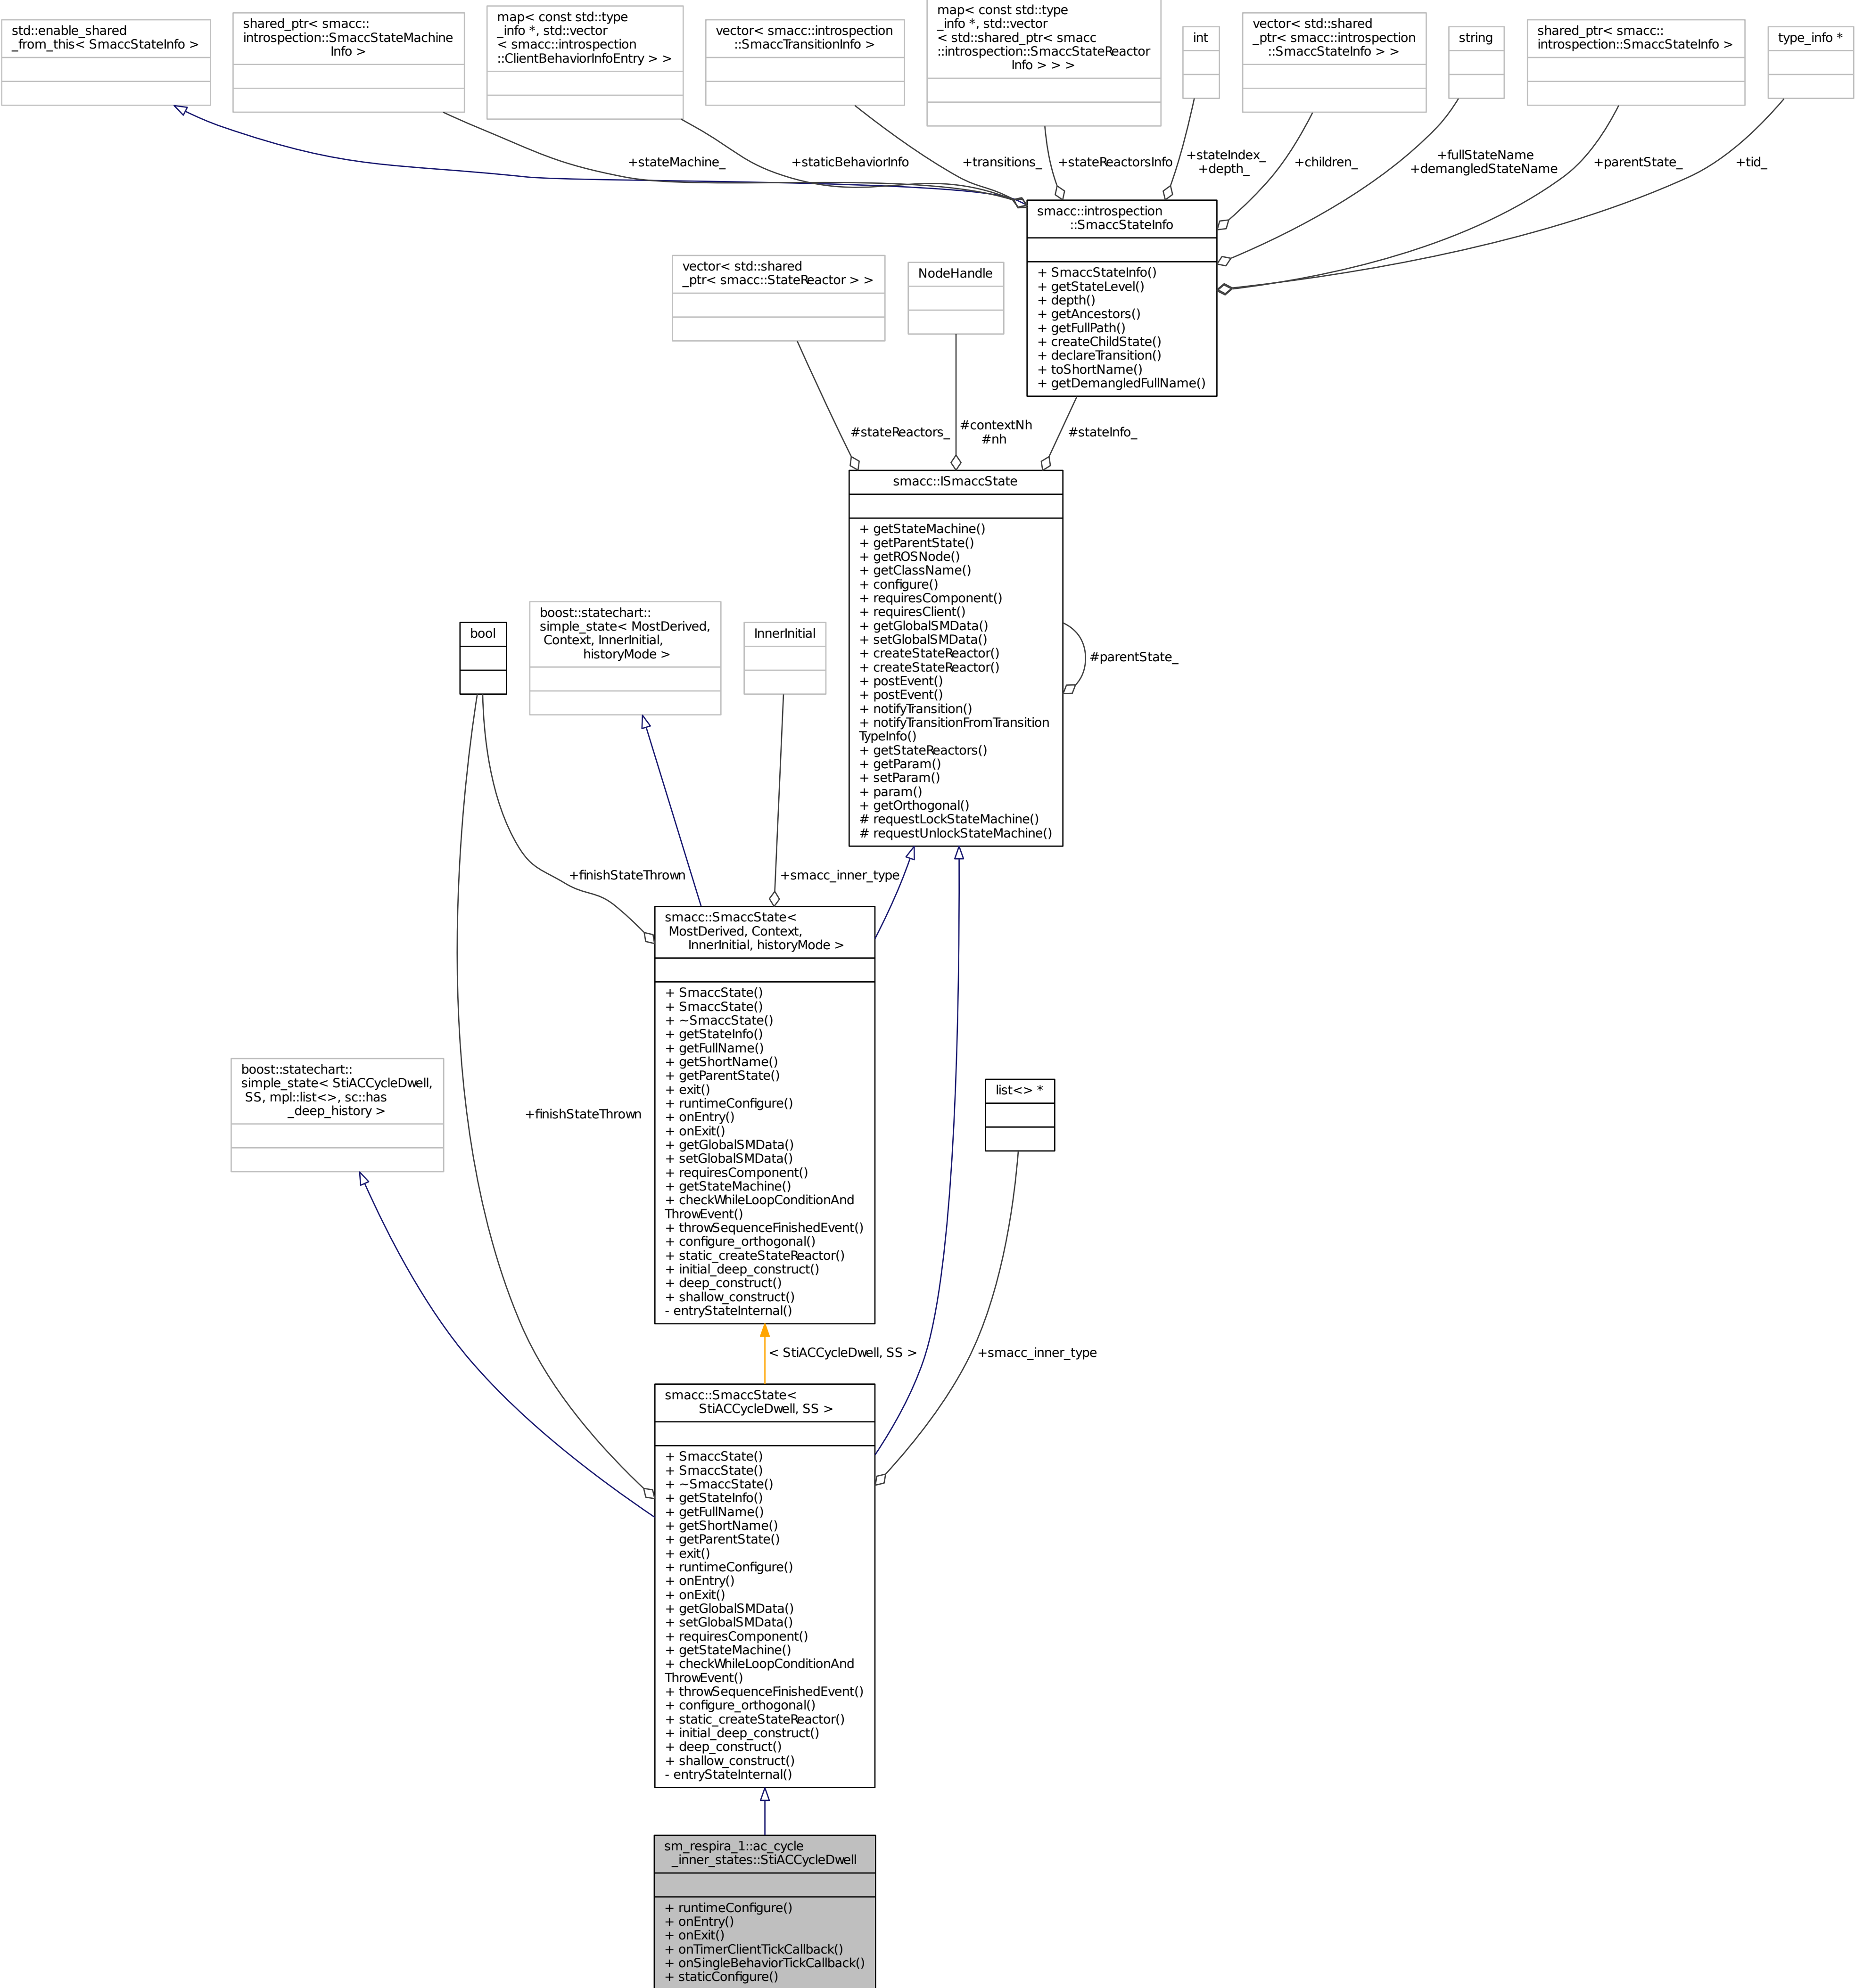 std::enable_shared
_from_this< SmaccStateInfo >
shared_ptr< smacc::
introspection::SmaccStateMachine
Info >
map< const std::type
_info *, std::vector
< smacc::introspection
::ClientBehaviorInfoEntry > >
vector< smacc::introspection
::SmaccTransitionInfo >
map< const std::type
_info *, std::vector
< std::shared_ptr< smacc
::introspection::SmaccStateReactor
Info > > >
int
vector< std::shared
_ptr< smacc::introspection
::SmaccStateInfo > >
string
shared_ptr< smacc::
introspection::SmaccStateInfo >
type_info *
+stateMachine_
+staticBehaviorInfo
+transitions_
+stateReactorsInfo
+stateIndex_
+depth_
+children_
+fullStateName
+demangledStateName
+parentState_
+tid_
smacc::introspection
::SmaccStateInfo
+ SmaccStateInfo()
+ getStateLevel()
+ depth()
+ getAncestors()
+ getFullPath()
+ createChildState()
+ declareTransition()
+ toShortName()
+ getDemangledFullName()
vector< std::shared
_ptr< smacc::StateReactor > >
NodeHandle
#stateReactors_
#contextNh
#nh
#stateInfo_
smacc::ISmaccState
+ getStateMachine()
+ getParentState()
+ getROSNode()
+ getClassName()
+ configure()
+ requiresComponent()
+ requiresClient()
+ getGlobalSMData()
+ setGlobalSMData()
+ createStateReactor()
+ createStateReactor()
+ postEvent()
+ postEvent()
+ notifyTransition()
+ notifyTransitionFromTransition
TypeInfo()
+ getStateReactors()
+ getParam()
+ setParam()
+ param()
+ getOrthogonal()
# requestLockStateMachine()
# requestUnlockStateMachine()
#parentState_
bool
boost::statechart::
simple_state< MostDerived,
Context, InnerInitial,
historyMode >
InnerInitial
+finishStateThrown
+smacc_inner_type
smacc::SmaccState<
MostDerived, Context,
InnerInitial, historyMode >
+ SmaccState()
+ SmaccState()
+ ~SmaccState()
+ getStateInfo()
+ getFullName()
+ getShortName()
+ getParentState()
+ exit()
+ runtimeConfigure()
+ onEntry()
+ onExit()
+ getGlobalSMData()
+ setGlobalSMData()
+ requiresComponent()
+ getStateMachine()
+ checkWhileLoopConditionAnd
ThrowEvent()
+ throwSequenceFinishedEvent()
+ configure_orthogonal()
+ static_createStateReactor()
+ initial_deep_construct()
+ deep_construct()
+ shallow_construct()
- entryStateInternal()
boost::statechart::
simple_state< StiACCycleDwell,
SS, mpl::list<>, sc::has
_deep_history >
+finishStateThrown
list<> *
< StiACCycleDwell, SS >
+smacc_inner_type
smacc::SmaccState<
StiACCycleDwell, SS >
+ SmaccState()
+ SmaccState()
+ ~SmaccState()
+ getStateInfo()
+ getFullName()
+ getShortName()
+ getParentState()
+ exit()
+ runtimeConfigure()
+ onEntry()
+ onExit()
+ getGlobalSMData()
+ setGlobalSMData()
+ requiresComponent()
+ getStateMachine()
+ checkWhileLoopConditionAnd
ThrowEvent()
+ throwSequenceFinishedEvent()
+ configure_orthogonal()
+ static_createStateReactor()
+ initial_deep_construct()
+ deep_construct()
+ shallow_construct()
- entryStateInternal()
sm_respira_1::ac_cycle
_inner_states::StiACCycleDwell
+ runtimeConfigure()
+ onEntry()
+ onExit()
+ onTimerClientTickCallback()
+ onSingleBehaviorTickCallback()
+ staticConfigure()